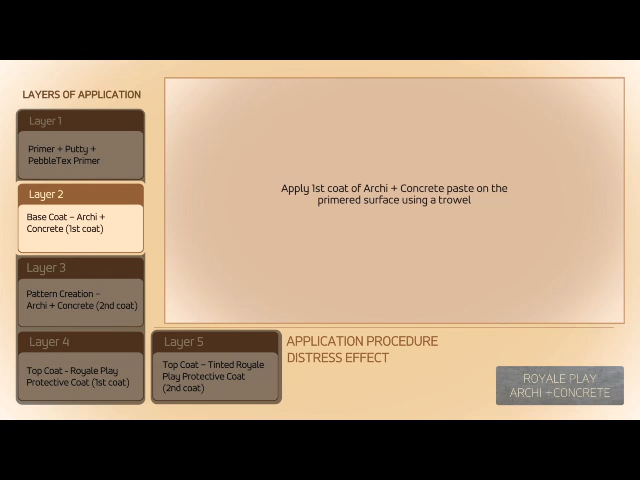 LAYERS OF APPLICATION
Layer 1
Primer + Putty +
PebbleTex Primer
Layer 2
Base Coat – Archi +
Concrete (1st coat)
Layer 3
Pattern Creation –
Archi + Concrete (2nd coat)
Layer 4
Top Coat - Royale Play
Protective Coat (1st coat)
Layer 5
Top Coat – Tinted Royale
Play Protective Coat
(2nd coat)
Apply 1st coat of Archi + Concrete paste on the
primered surface using a trowel
APPLICATION PROCEDURE
DISTRESS EFFECT
ROYALE PLAY
ARCHI +CONCRETE